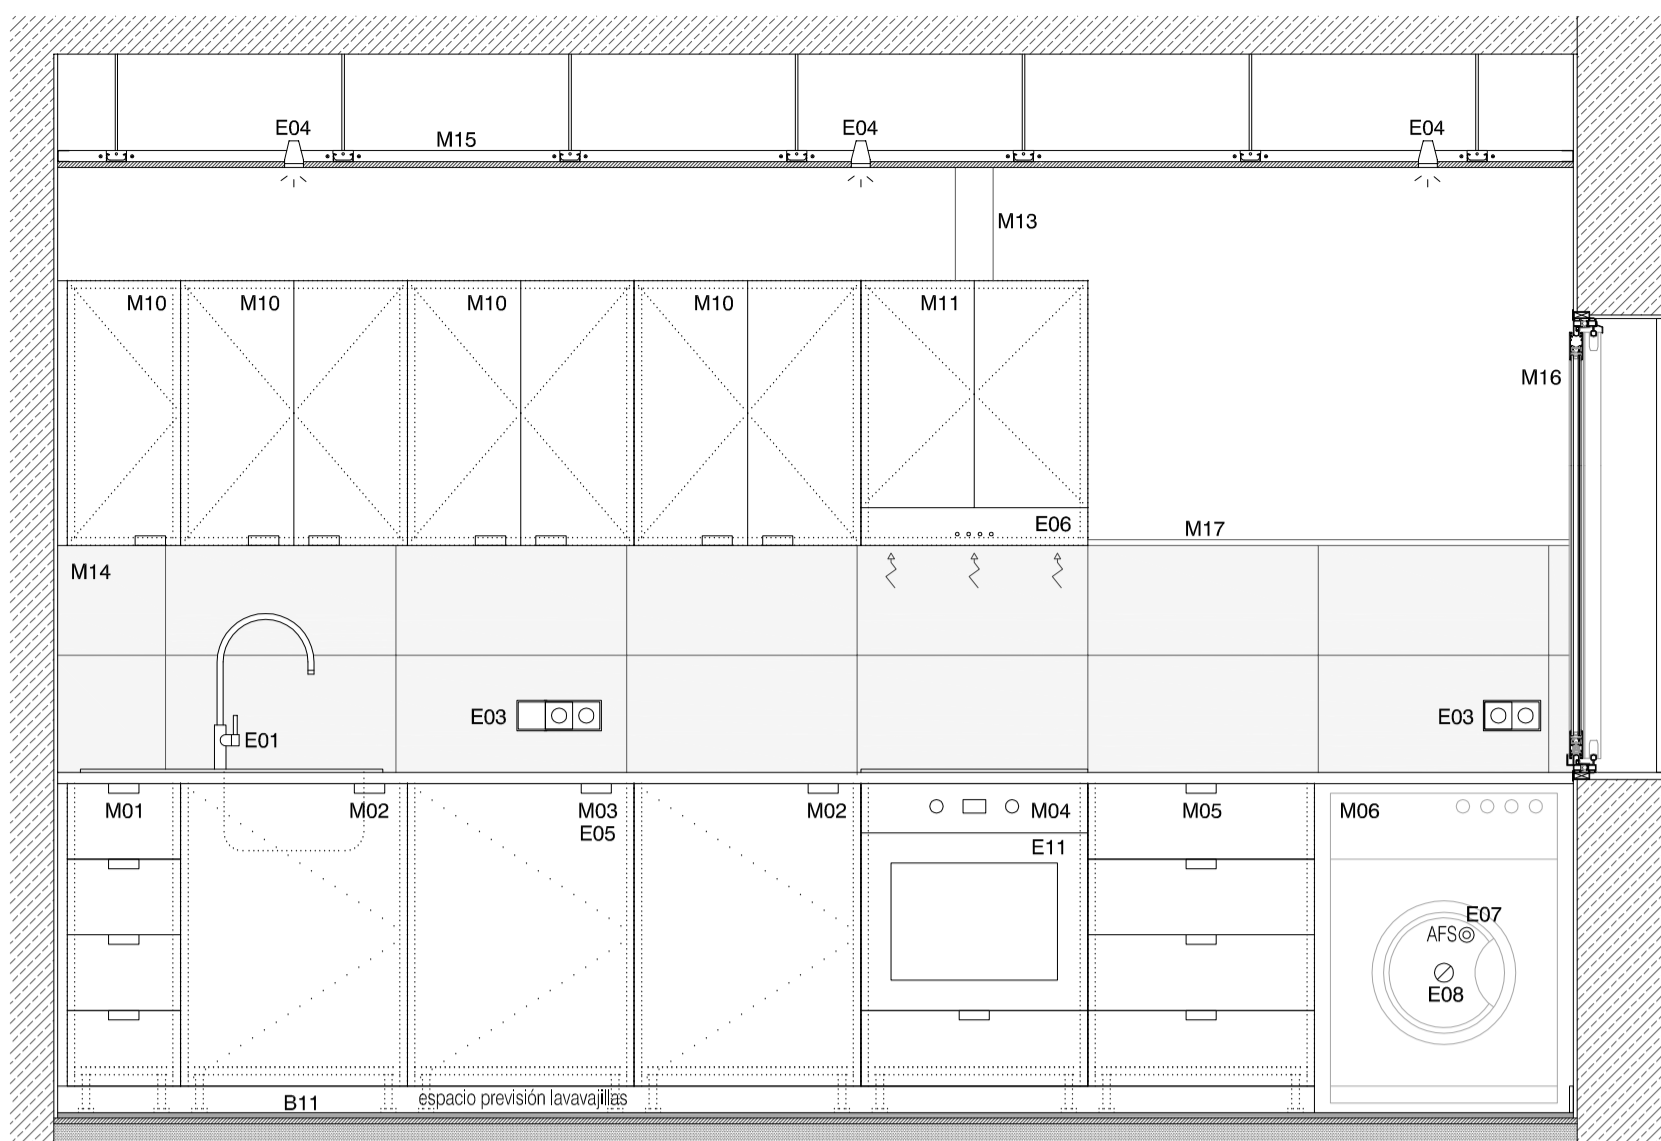 E04 E04 E04
M15
M13
M10 M10 M10 M10 M11
M16
E06
M17
M14
E03 E03
E01
M01 M02 M03 M02 M04 M05 M06
E05
E11
E07
AFS
E08
espacio previsión lavavajillas
B11